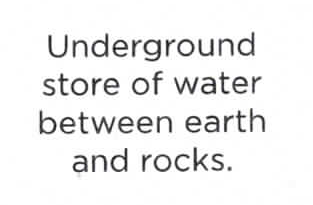 Underground
store of water
between earth
and rocks.